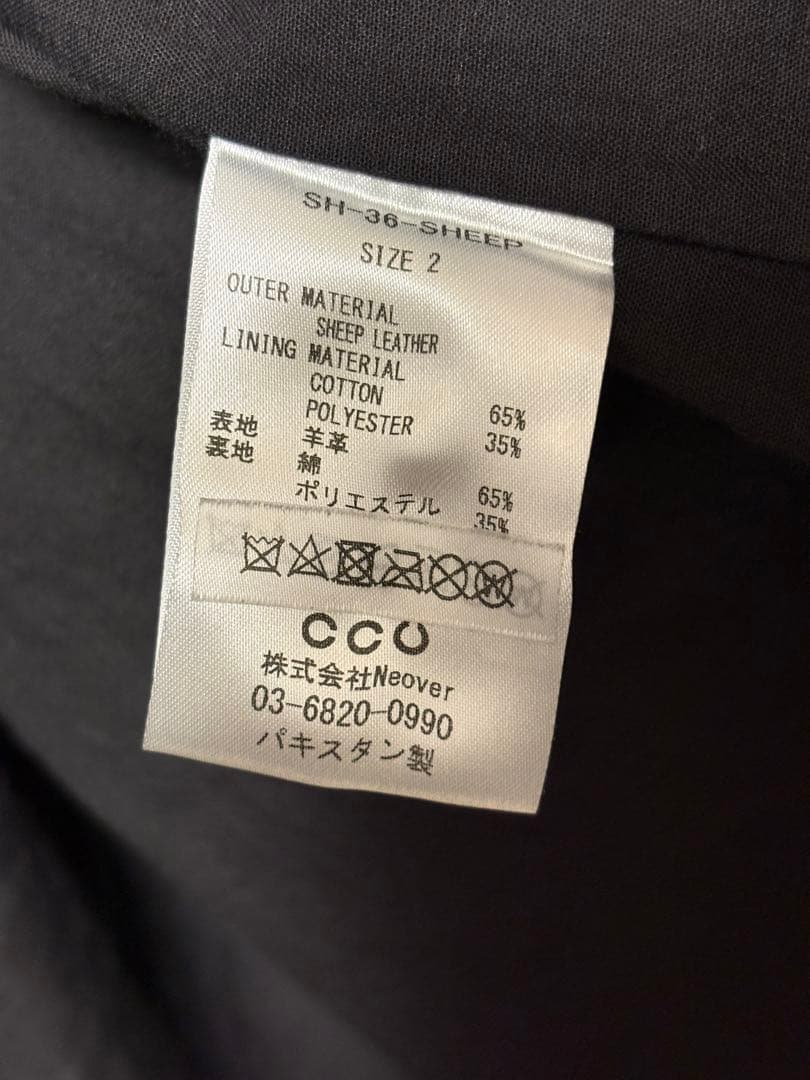 SH-36-SHEEP
SIZE 2
OUTER MATERIAL
SHEEP LEATHER
LINING MATERIAL
COTTON 65%
POLYESTER 35%
表地 羊革
裏地 綿 65%
ポリエステル 35%
CCU
株式会社Neover
03-6820-0990
パキスタン製